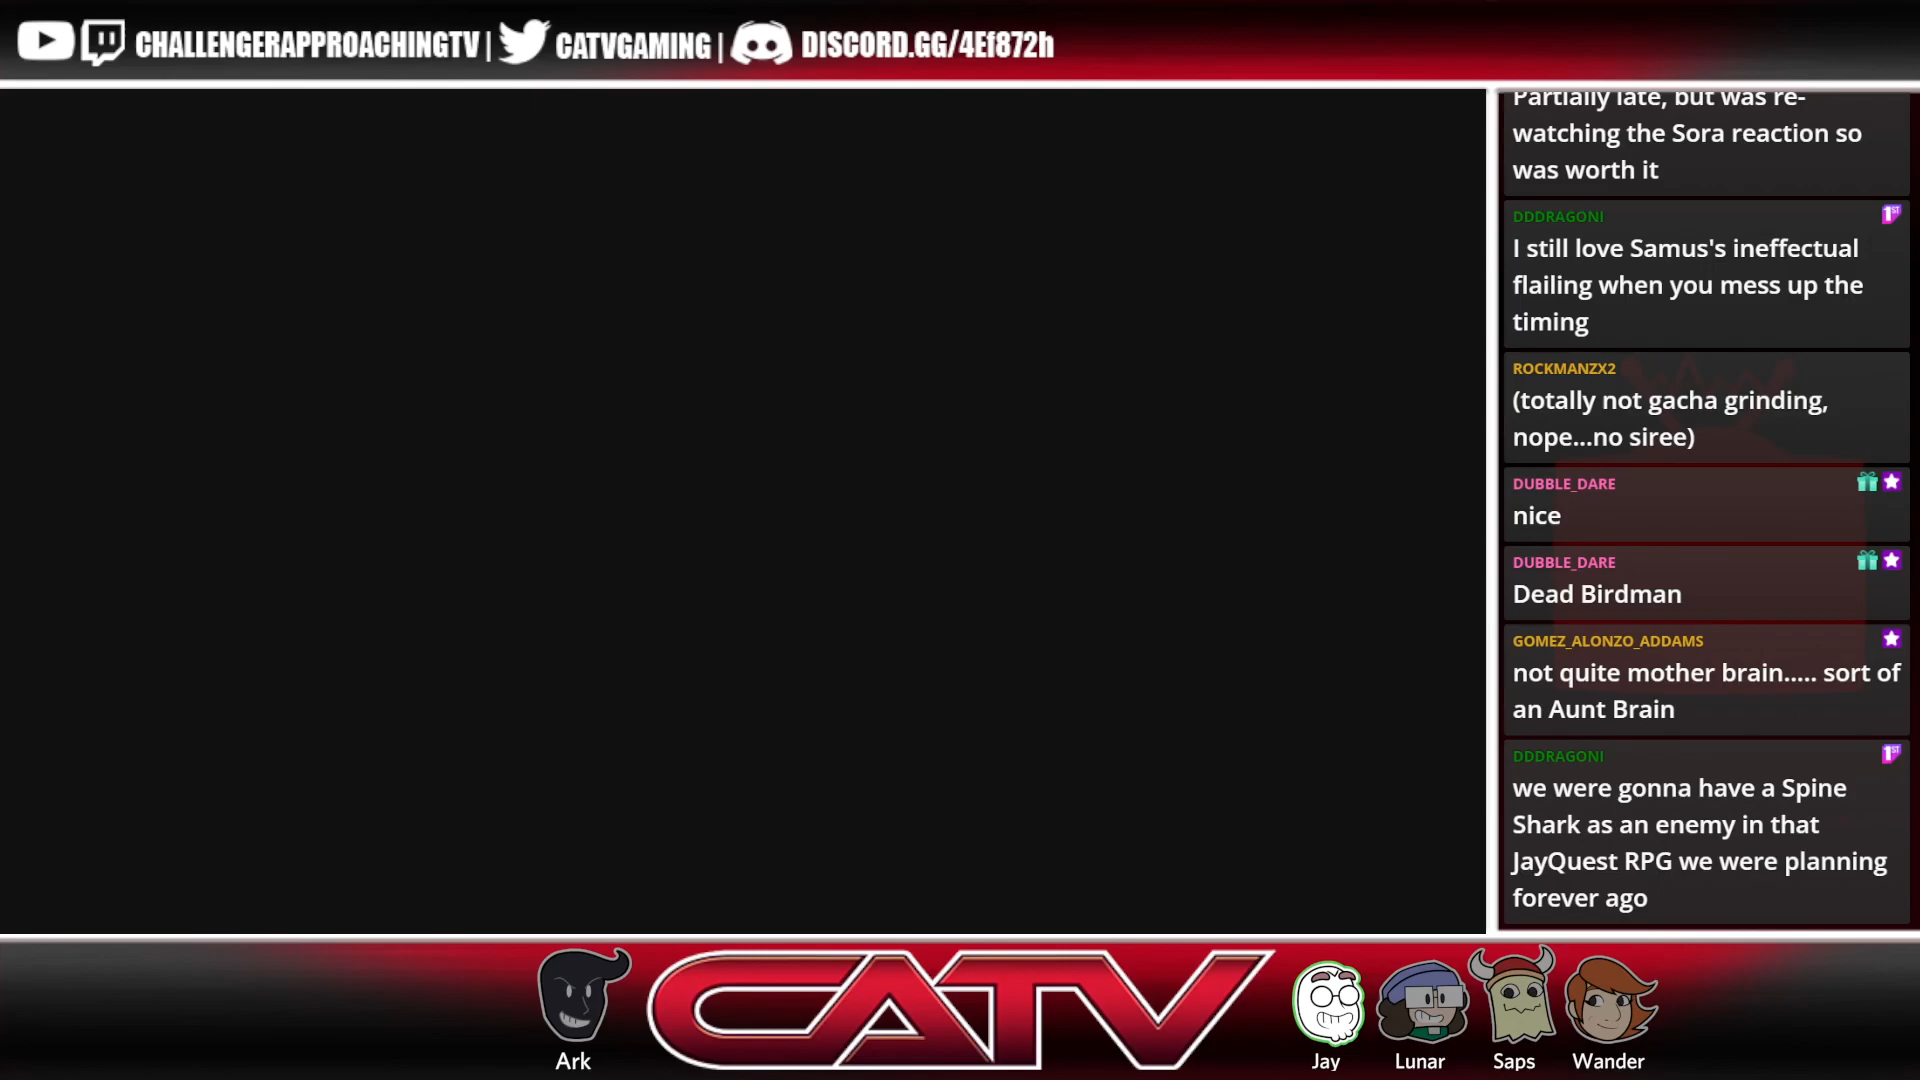 CHALLENGERAPPROACHINGTV | CATVGAMING | DISCORD.GG/4Ef872h
Partially late, but was re-
watching the Sora reaction so
was worth it
DDDRAGONI
I still love Samus's ineffectual
flailing when you mess up the
timing
ROCKMANZX2
(totally not gacha grinding,
nope...no siree)
DUBBLE_DARE
nice
DUBBLE_DARE
Dead Birdman
GOMEZ_ALONZO_ADDAMS
not quite mother brain..... sort of
an Aunt Brain
DDDRAGONI
we were gonna have a Spine
Shark as an enemy in that
JayQuest RPG we were planning
forever ago
CATV
Ark
Jay
Lunar
Saps
Wander